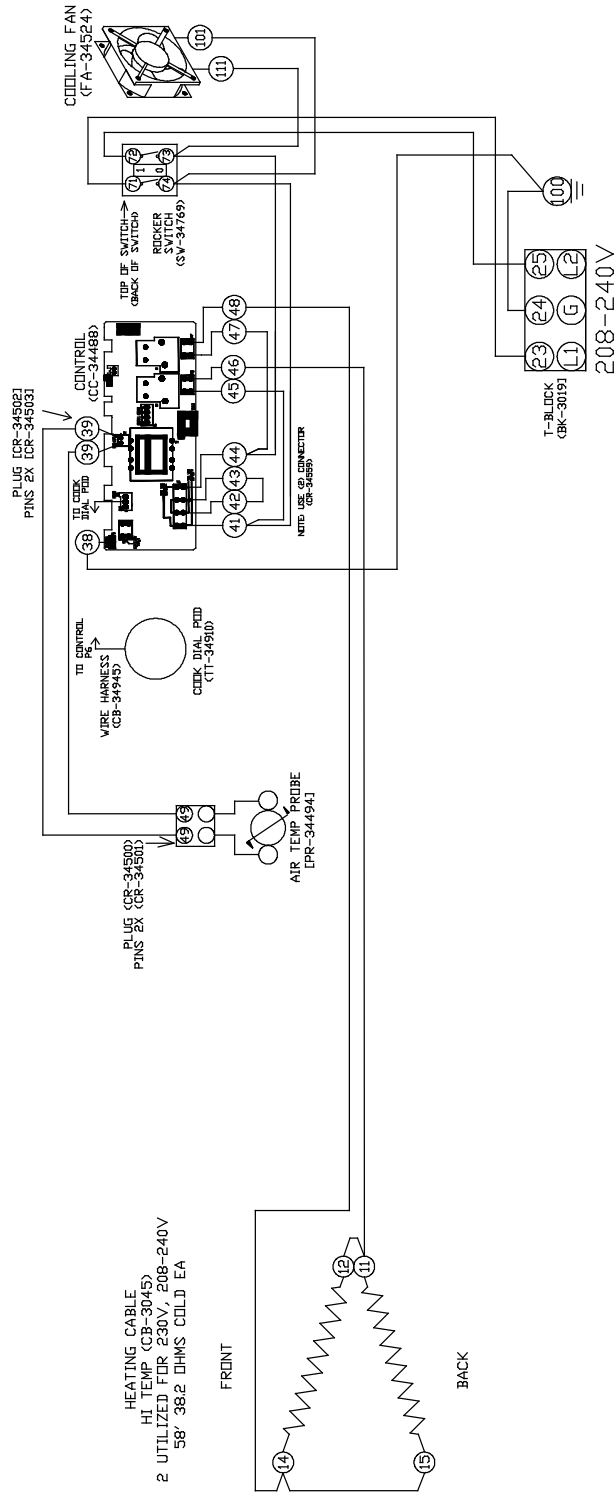 COOLING FAN
(FA-34524)
101
111
72
73
71
74
1
0
TOP OF SWITCH
(BACK OF SWITCH)
ROCKER
SWITCH
(SW-34769)
100
25
24
23
L2
G
L1
208-240V
T-BLOCK
(BK-3019)
CONTROL
(CC-34488)
PLUG [CR-34502]
PINS 2X [CR-34503]
39
39
38
TO COOK
DIAL POD
48
47
46
45
44
43
42
41
NOTE USE (2) CONNECTOR
(CR-34559)
TO CONTROL
P6
WIRE HARNESS
(CB-34945)
COOK DIAL POD
(TT-34910)
49
49
PLUG (CR-34500)
PINS 2X (CR-34501)
AIR TEMP PROBE
[PR-34494]
HEATING CABLE
HI TEMP (CB-3045)
2 UTILIZED FOR 230V, 208-240V
58' 38.2 OHMS COLD EA
FRONT
12
11
14
15
BACK